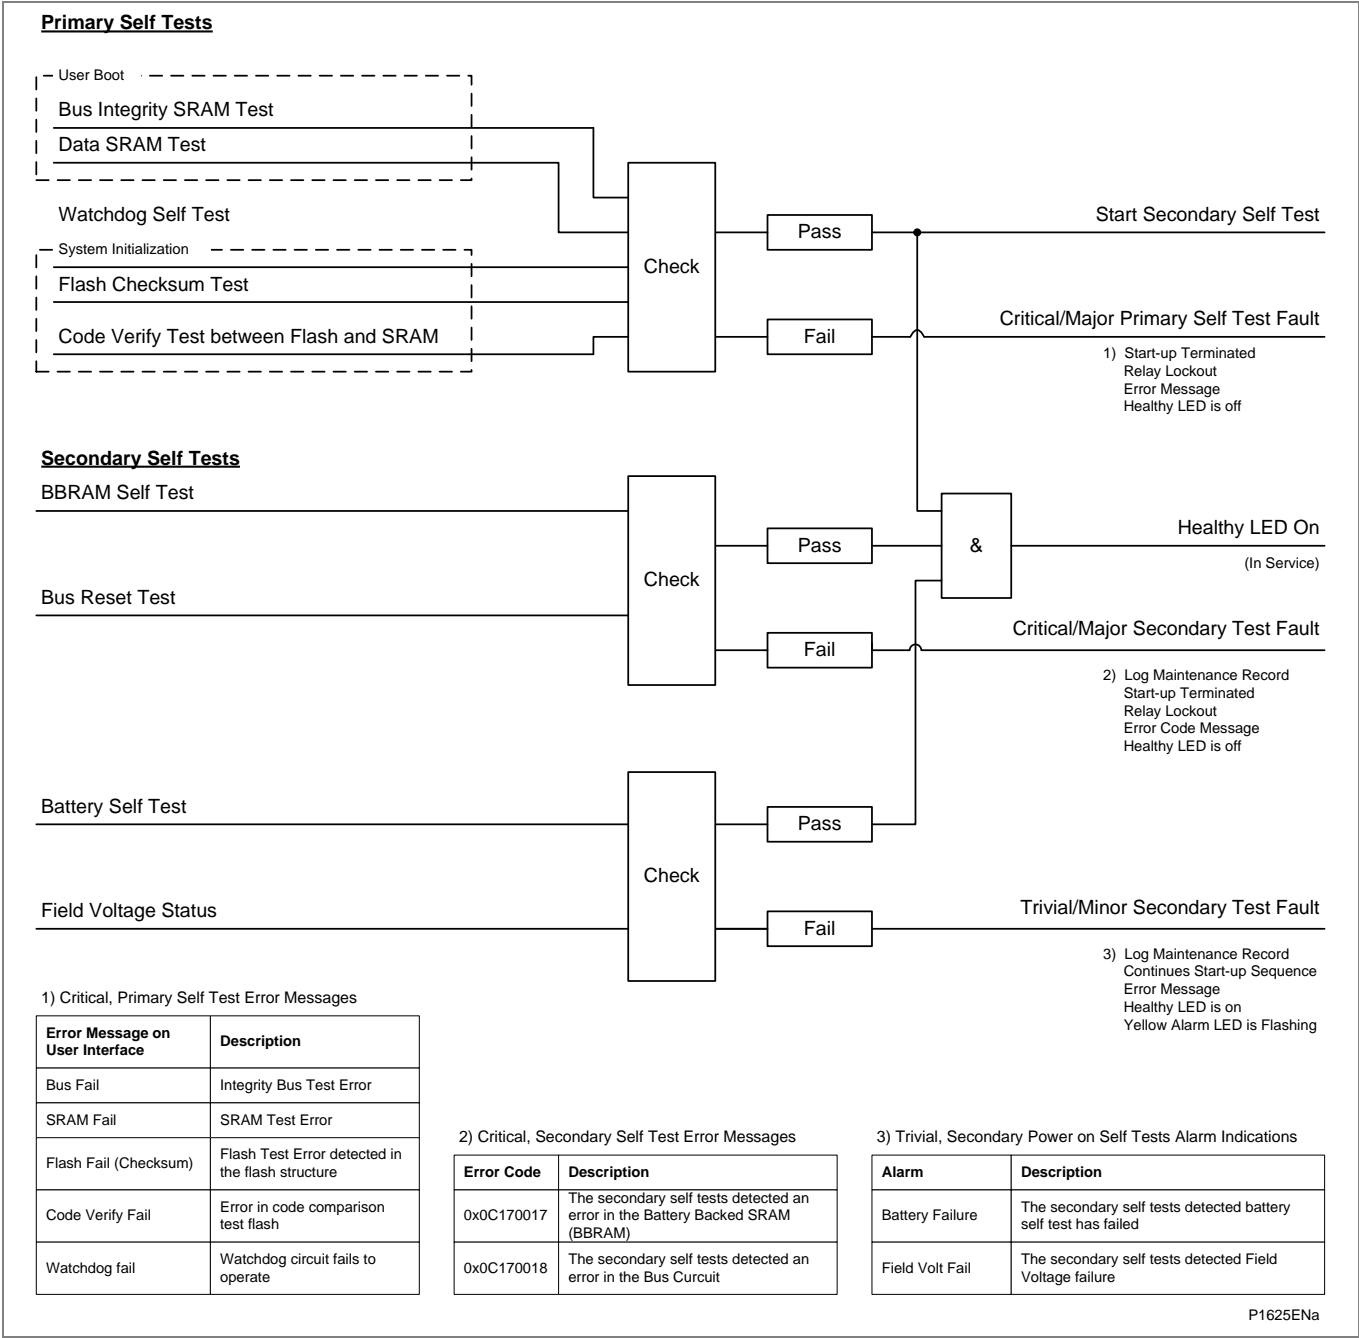 Primary Self Tests
User Boot
Bus Integrity SRAM Test
Data SRAM Test
Watchdog Self Test
System Initialization
Flash Checksum Test
Code Verify Test between Flash and SRAM
Check
Pass
Fail
Start Secondary Self Test
Critical/Major Primary Self Test Fault
1) Start-up Terminated
Relay Lockout
Error Message
Healthy LED is off
Secondary Self Tests
BBRAM Self Test
Bus Reset Test
Check
Pass
Fail
&
Healthy LED On
(In Service)
Critical/Major Secondary Test Fault
2) Log Maintenance Record
Start-up Terminated
Relay Lockout
Error Code Message
Healthy LED is off
Battery Self Test
Field Voltage Status
Check
Pass
Fail
Trivial/Minor Secondary Test Fault
3) Log Maintenance Record
Continues Start-up Sequence
Error Message
Healthy LED is on
Yellow Alarm LED is Flashing
1) Critical, Primary Self Test Error Messages
Error Message on
User Interface
Description
Bus Fail
Integrity Bus Test Error
SRAM Fail
SRAM Test Error
Flash Fail (Checksum)
Flash Test Error detected in
the flash structure
Code Verify Fail
Error in code comparison
test flash
Watchdog fail
Watchdog circuit fails to
operate
2) Critical, Secondary Self Test Error Messages
Error Code
Description
0x0C170017
The secondary self tests detected an
error in the Battery Backed SRAM
(BBRAM)
0x0C170018
The secondary self tests detected an
error in the Bus Curcuit
3) Trivial, Secondary Power on Self Tests Alarm Indications
Alarm
Description
Battery Failure
The secondary self tests detected battery
self test has failed
Field Volt Fail
The secondary self tests detected Field
Voltage failure
P1625ENa